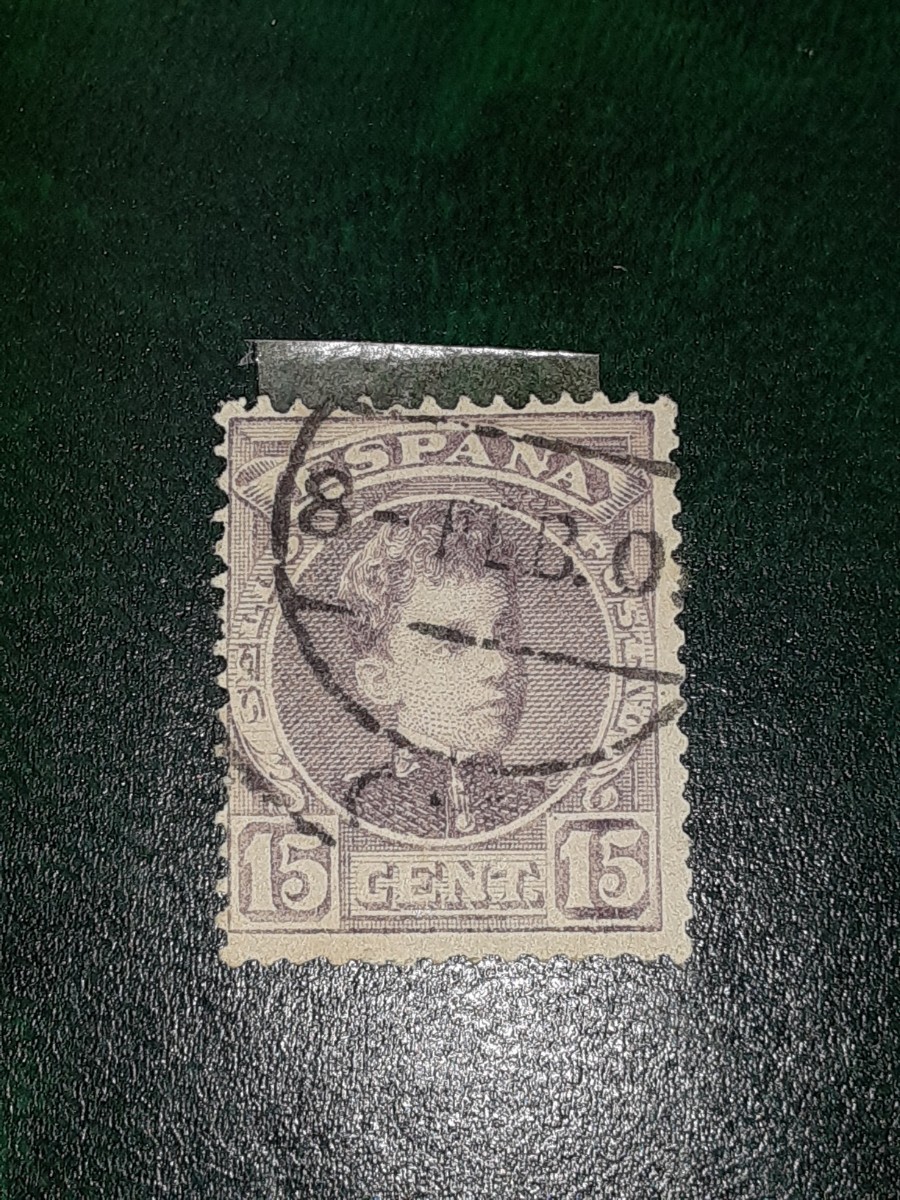 ESPAÑA
8 - FEB. 0
15 CENT. 15